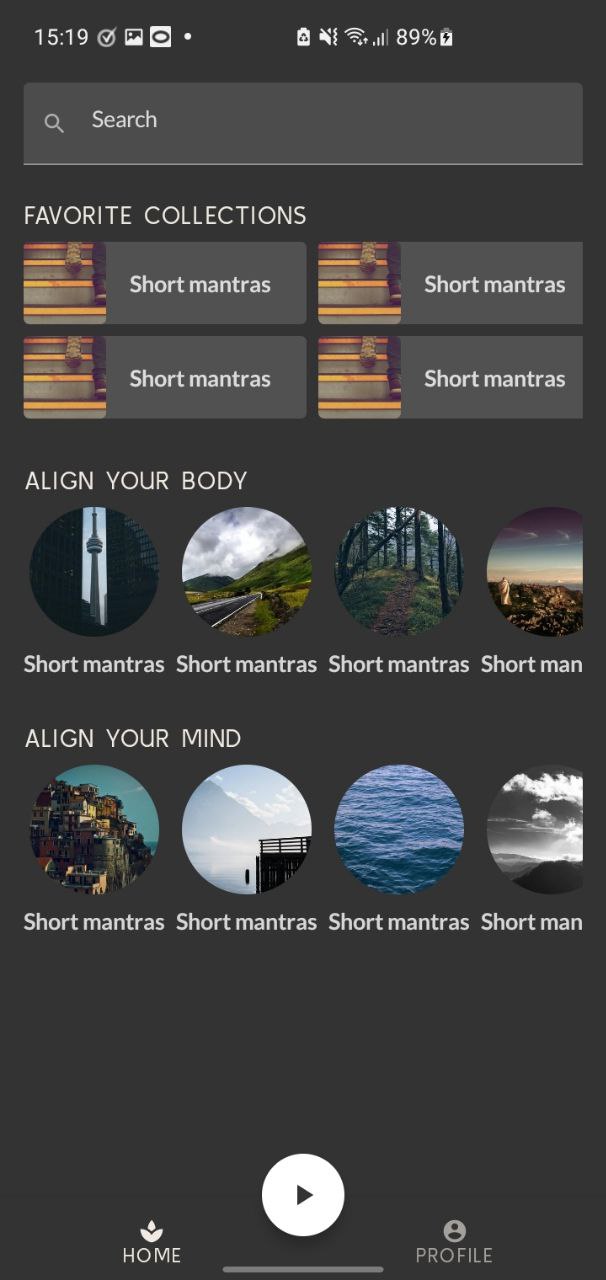 15:19 89%
Search
FAVORITE COLLECTIONS
Short mantras Short mantras
Short mantras Short mantras
ALIGN YOUR BODY
Short mantras Short mantras Short mantras Short man
ALIGN YOUR MIND
Short mantras Short mantras Short mantras Short man
HOME PROFILE